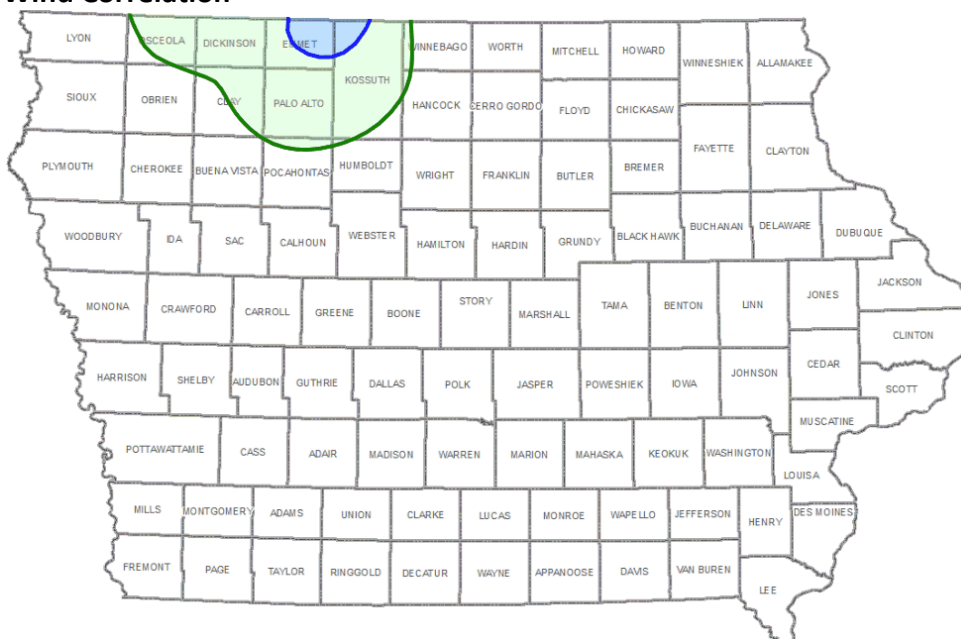 Wind Correlation
LYON OSCEOLA DICKINSON EMMET WINNEBAGO WORTH MITCHELL HOWARD WINNESHIEK ALLAMAKEE
SIOUX OBRIEN CLAY PALO ALTO KOSSUTH HANCOCK CERRO GORDO FLOYD CHICKASAW
PLYMOUTH CHEROKEE BUENA VISTA POCAHONTAS HUMBOLDT WRIGHT FRANKLIN BUTLER BREMER FAYETTE CLAYTON
WOODBURY IDA SAC CALHOUN WEBSTER HAMILTON HARDIN GRUNDY BLACK HAWK BUCHANAN DELAWARE DUBUQUE
MONONA CRAWFORD CARROLL GREENE BOONE STORY MARSHALL TAMA BENTON LINN JONES JACKSON
CLINTON
HARRISON SHELBY AUDUBON GUTHRIE DALLAS POLK JASPER POWESHIEK IOWA JOHNSON CEDAR SCOTT
MUSCATINE
POTTAWATTAMIE CASS ADAIR MADISON WARREN MARION MAHASKA KEOKUK WASHINGTON LOUISA
MILLS MONTGOMERY ADAMS UNION CLARKE LUCAS MONROE WAPELLO JEFFERSON HENRY DES MOINES
FREMONT PAGE TAYLOR RINGGOLD DECATUR WAYNE APPANOOSE DAVIS VAN BUREN LEE